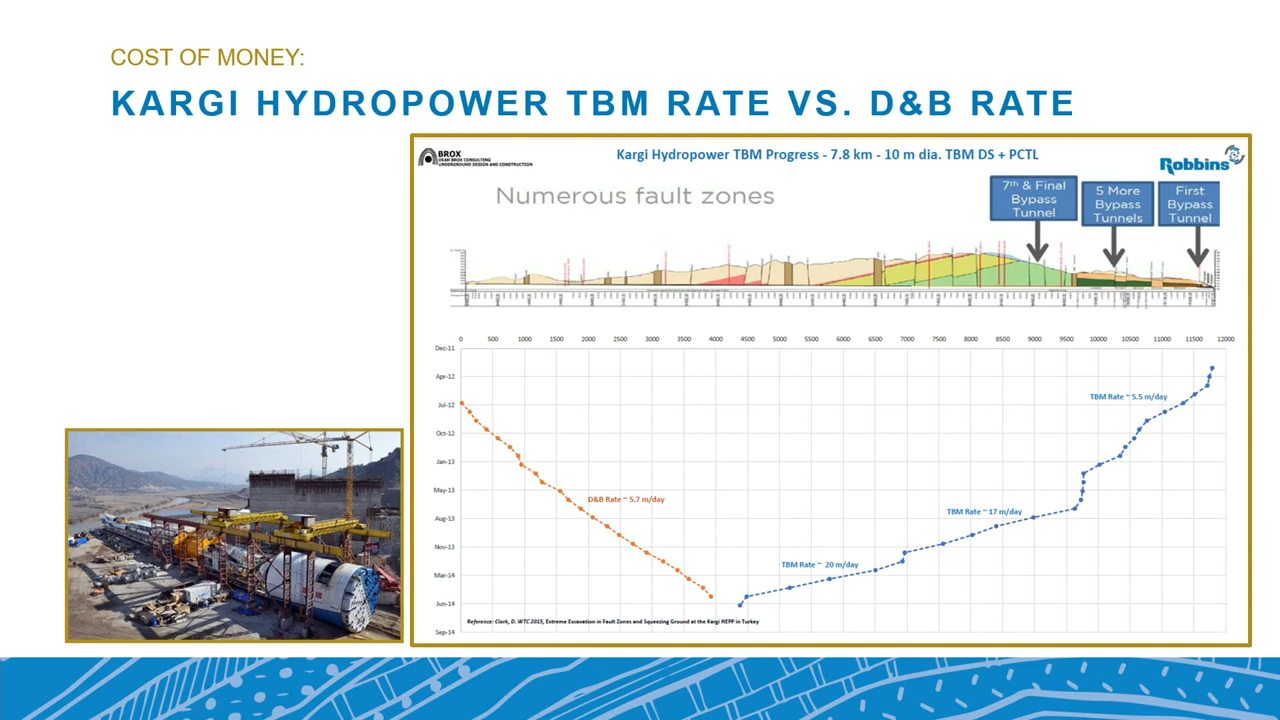 COST OF MONEY:
KARGI HYDROPOWER TBM RATE VS. D&B RATE
BROX
DEAN BROX CONSULTING
UNDERGROUND DESIGN AND CONSTRUCTION
Kargi Hydropower TBM Progress - 7.8 km - 10 m dia. TBM DS + PCTL
Robbins
Numerous fault zones
7th & Final
Bypass
Tunnel
5 More
Bypass
Tunnels
First
Bypass
Tunnel
0 500 1000 1500 2000 2500 3000 3500 4000 4500 5000 5500 6000 6500 7000 7500 8000 8500 9000 9500 10000 10500 11000 11500 12000
Dec-11
Apr-12
TBM Rate ~ 5.5 m/day
Jul-12
Oct-12
Jan-13
May-13
D&B Rate ~ 5.7 m/day
TBM Rate ~ 17 m/day
Aug-13
Nov-13
TBM Rate ~ 20 m/day
Mar-14
Jun-14
Reference: Clark, D. WTC 2015, Extreme Excavation in Fault Zones and Squeezing Ground at the Kargi HEPP in Turkey
Sep-14